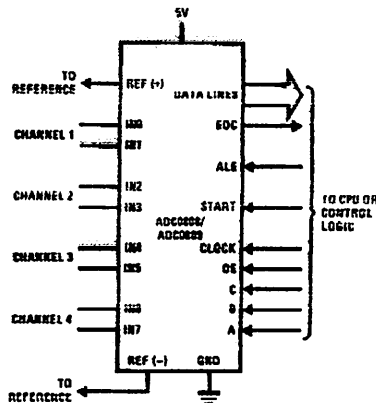 5V
TO
REFERENCE
REF (+)
DATA LINES
CHANNEL 1
IN0
IN1
EOC
ALE
CHANNEL 2
IN2
IN3
START
ADC0808/
ADC0809
TO CPU OR
CONTROL
LOGIC
CHANNEL 3
IN4
IN5
CLOCK
OE
C
B
A
CHANNEL 4
IN6
IN7
REF (−)
GND
TO
REFERENCE